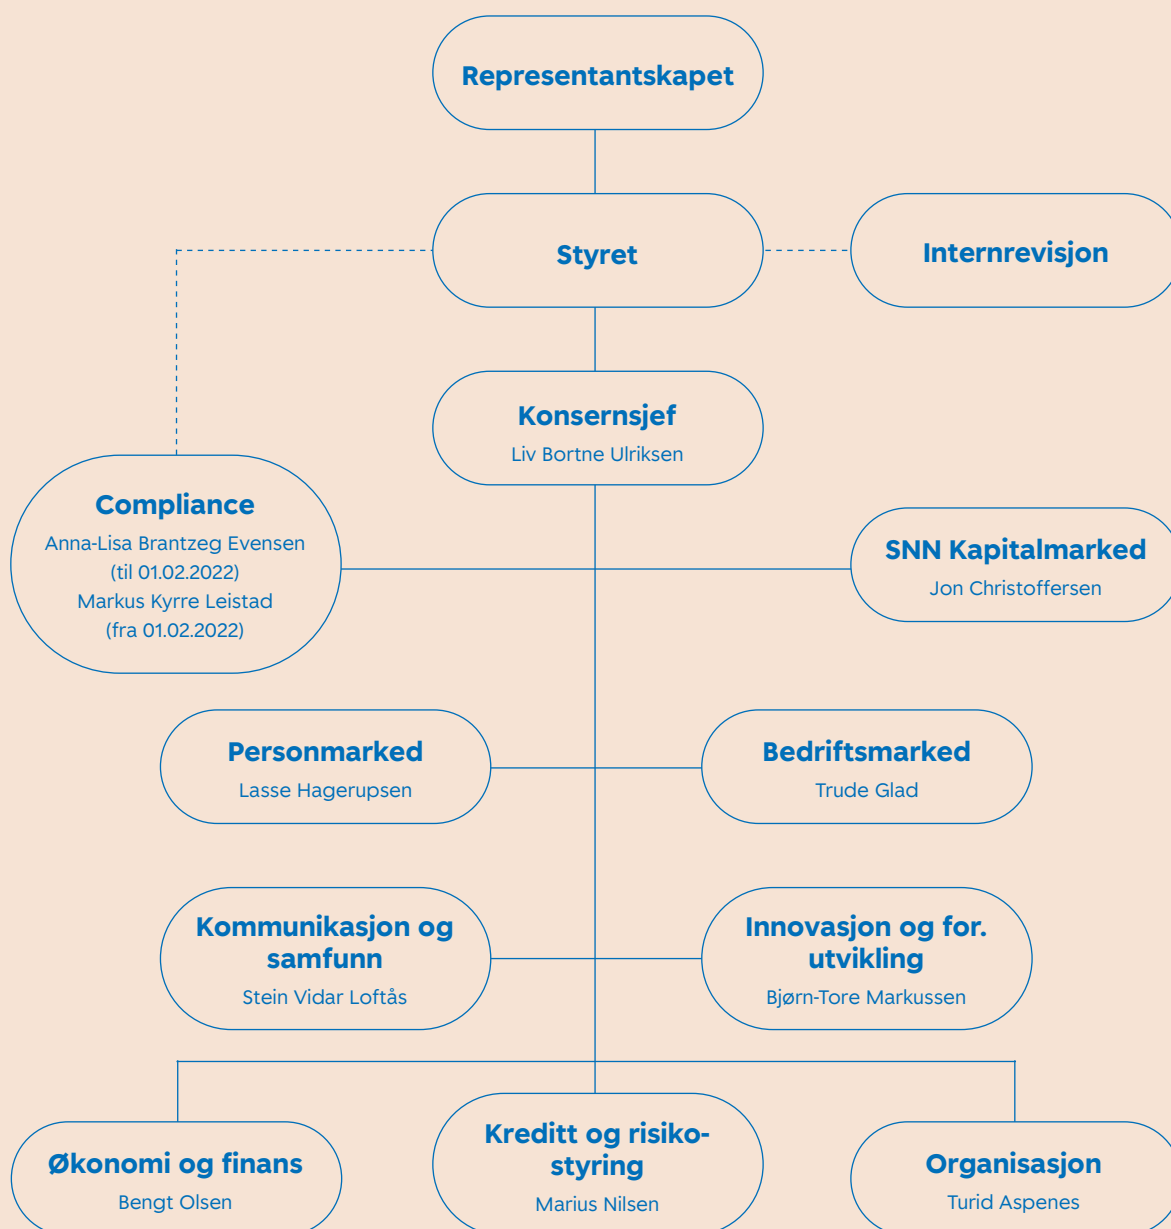 Representantskapet
Styret
Internrevisjon
Konsernsjef
Liv Bortne Ulriksen
Compliance
Anna-Lisa Brantzeg Evensen
(til 01.02.2022)
Markus Kyrre Leistad
(fra 01.02.2022)
SNN Kapitalmarked
Jon Christoffersen
Personmarked
Lasse Hagerupsen
Bedriftsmarked
Trude Glad
Kommunikasjon og
samfunn
Stein Vidar Loftås
Innovasjon og for.
utvikling
Bjørn-Tore Markussen
Økonomi og finans
Bengt Olsen
Kreditt og risiko-
styring
Marius Nilsen
Organisasjon
Turid Aspenes